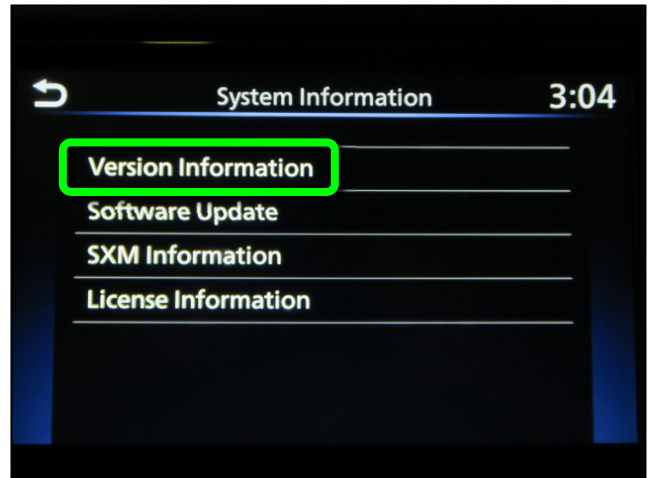 System Information 3:04
Version Information
Software Update
SXM Information
License Information